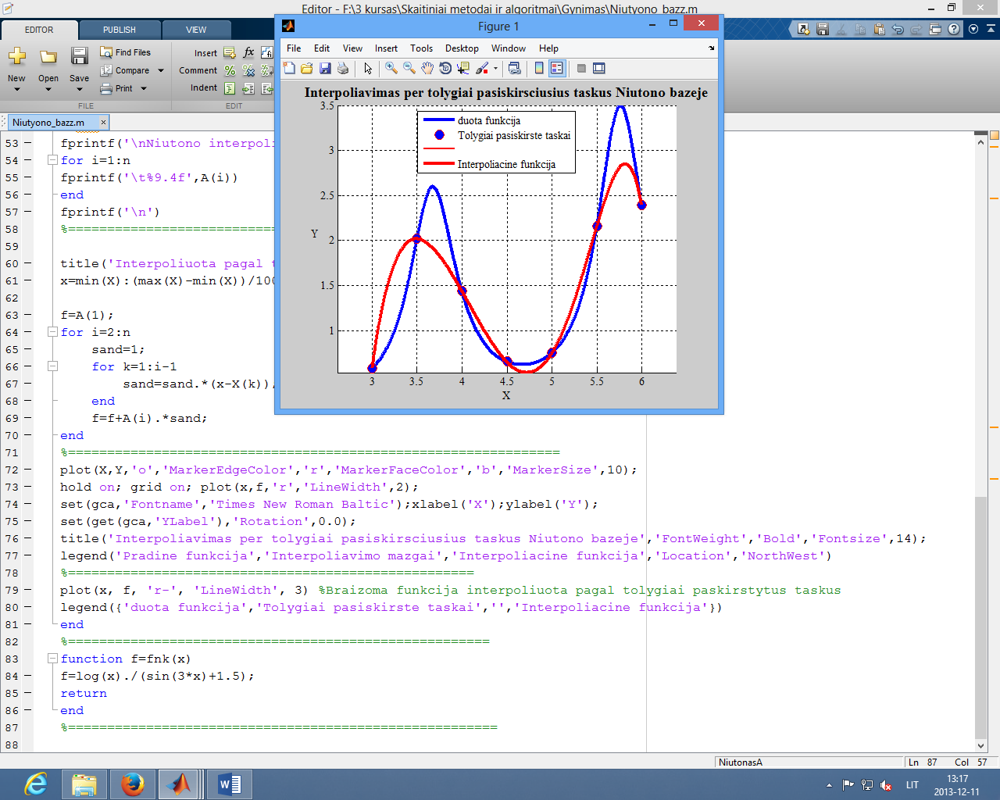 Editor - F:\3 kursas\Skaitiniai metodai ir algoritmai\Gynimas\Niutyono_bazz.m
EDITOR PUBLISH VIEW
New Open Save
Find Files
Compare
Print
FILE
Insert
Comment
Indent
EDIT
Niutyono_bazz.m ×
Figure 1
File Edit View Insert Tools Desktop Window Help
Interpoliavimas per tolygiai pasiskirsciusius taskus Niutono bazeje
duota funkcija
Tolygiai pasiskirste taskai
Interpoliacine funkcija
3.5
3
2.5
2
1.5
1
Y
3 3.5 4 4.5 5 5.5 6
X
53 fprintf('\nNiutono interpoli
54 for i=1:n
55 fprintf('\t%9.4f',A(i))
56 end
57 fprintf('\n')
58 %===========================
59
60 title('Interpoliuota pagal t
61 x=min(X):(max(X)-min(X))/100
62
63 f=A(1);
64 for i=2:n
65 sand=1;
66 for k=1:i-1
67 sand=sand.*(x-X(k))
68 end
69 f=f+A(i).*sand;
70 end
71 %===============================================================
72 plot(X,Y,'o','MarkerEdgeColor','r','MarkerFaceColor','b','MarkerSize',10);
73 hold on; grid on; plot(x,f,'r','LineWidth',2);
74 set(gca,'Fontname','Times New Roman Baltic');xlabel('X');ylabel('Y');
75 set(get(gca,'YLabel'),'Rotation',0.0);
76 title('Interpoliavimas per tolygiai pasiskirsciusius taskus Niutono bazeje','FontWeight','Bold','Fontsize',14);
77 legend('Pradine funkcija','Interpoliavimo mazgai','Interpoliacine funkcija','Location','NorthWest')
78 %====================================================
79 plot(x, f, 'r-', 'LineWidth', 3) %Braizoma funkcija interpoliuota pagal tolygiai paskirstytus taskus
80 legend({'duota funkcija','Tolygiai pasiskirste taskai','','Interpoliacine funkcija'})
81 end
82 %======================================================
83 function f=fnk(x)
84 f=log(x)./(sin(3*x)+1.5);
85 return
86 end
87 %=======================================================
88
NiutonasA Ln 87 Col 57
LIT
13:17
2013-12-11